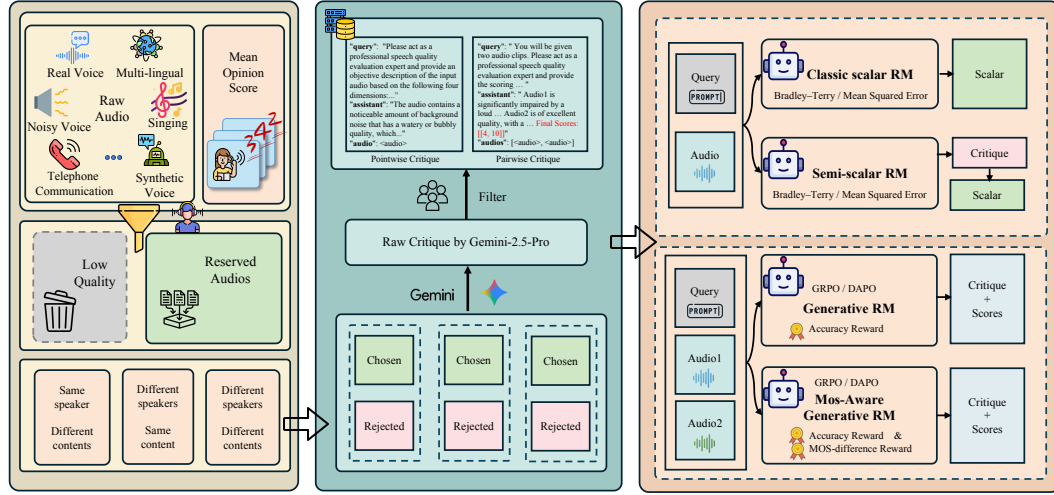 Real Voice
Multi-lingual
Raw
Audio
Noisy Voice
Singing
Telephone
Communication
Synthetic
Voice
Mean
Opinion
Score
3 4 2
Low
Quality
Reserved
Audios
Same
speaker
Different
contents
Different
speakers
Same
content
Different
speakers
Different
contents
"query": "Please act as a
professional speech quality
evaluation expert and provide an
objective description of the input
audio based on the following four
dimensions:..."
"assistant": "The audio contains a
noticeable amount of background
noise that has a watery or bubbly
quality, which..."
"audio": <audio>
Pointwise Critique
"query": " You will be given
two audio clips. Please act as a
professional speech quality
evaluation expert and provide
the scoring … "
"assistant": " Audio1 is
significantly impaired by a
loud … Audio2 is of excellent
quality, with a … Final Scores:
[[4, 10]]"
"audios": [<audio>, <audio>]
Pairwise Critique
Filter
Raw Critique by Gemini-2.5-Pro
Gemini
Chosen
Chosen
Chosen
Rejected
Rejected
Rejected
Query
PROMPT
Audio
Classic scalar RM
Bradley–Terry / Mean Squared Error
Scalar
Semi-scalar RM
Bradley–Terry / Mean Squared Error
Critique
Scalar
Query
PROMPT
Audio1
Audio2
GRPO / DAPO
Generative RM
Accuracy Reward
Critique
+
Scores
GRPO / DAPO
Mos-Aware
Generative RM
Accuracy Reward &
MOS-difference Reward
Critique
+
Scores